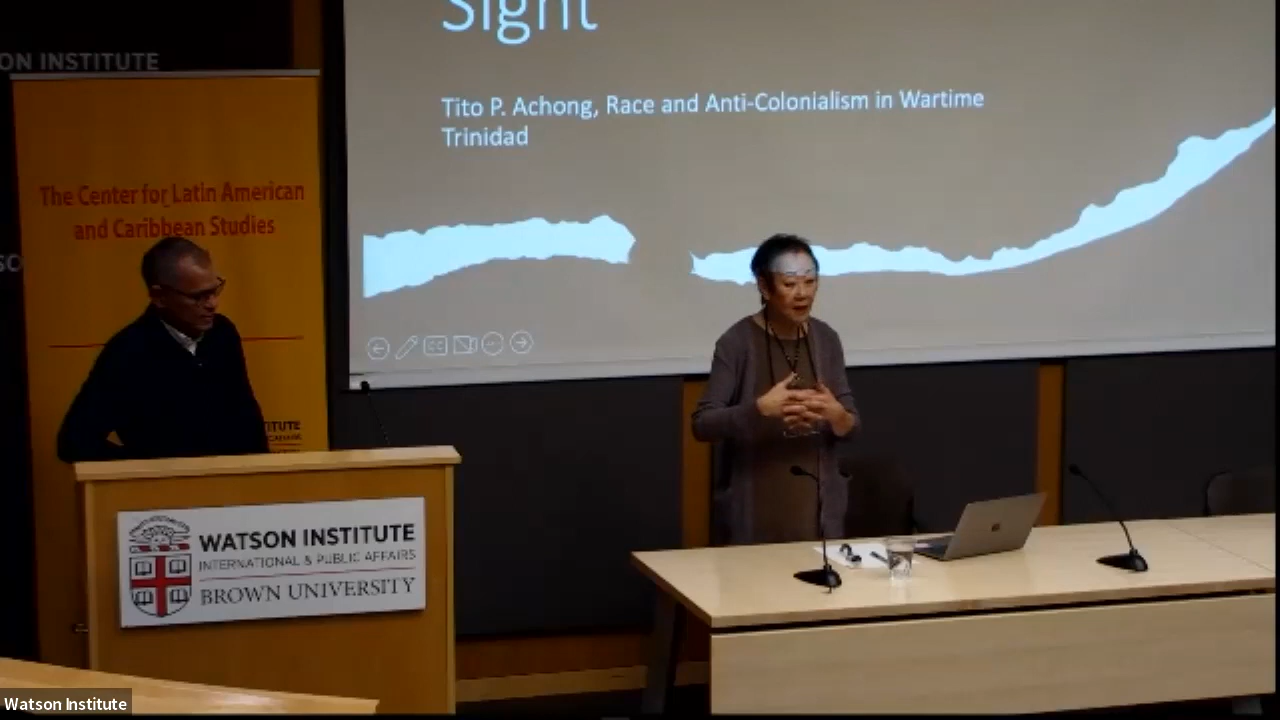 ON INSTITUTE
Sight
Tito P. Achong, Race and Anti-Colonialism in Wartime
Trinidad
The Center for Latin American
and Caribbean Studies
WATSON INSTITUTE
INTERNATIONAL & PUBLIC AFFAIRS
BROWN UNIVERSITY
Watson Institute